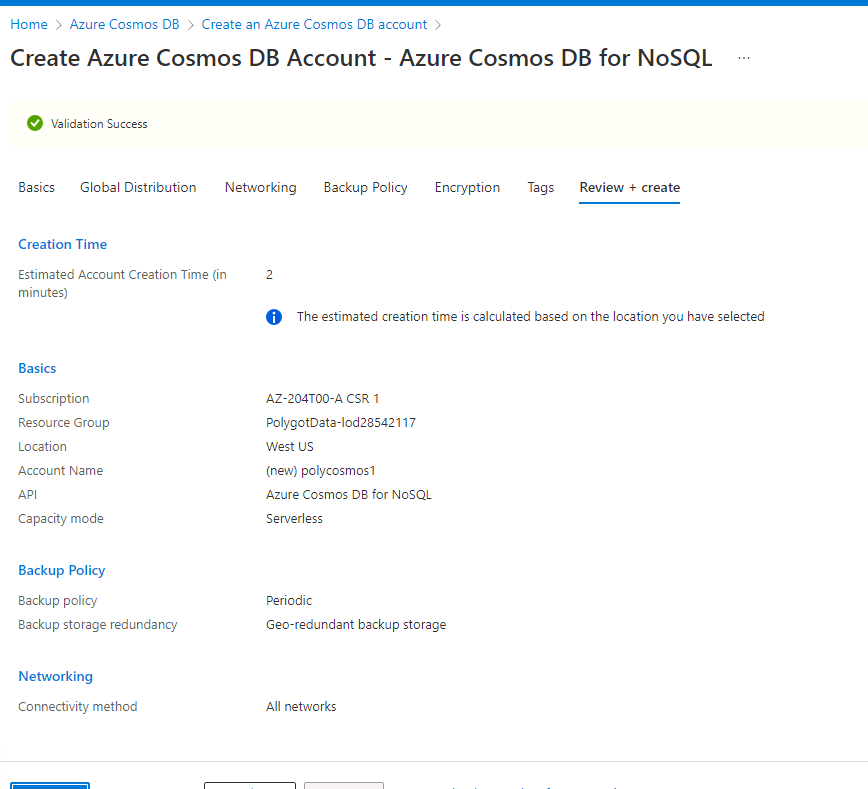 Home > Azure Cosmos DB > Create an Azure Cosmos DB account >
Create Azure Cosmos DB Account - Azure Cosmos DB for NoSQL ...
Validation Success
Basics Global Distribution Networking Backup Policy Encryption Tags Review + create
Creation Time
Estimated Account Creation Time (in 2
minutes)
The estimated creation time is calculated based on the location you have selected
Basics
Subscription AZ-204T00-A CSR 1
Resource Group PolygotData-lod28542117
Location West US
Account Name (new) polycosmos1
API Azure Cosmos DB for NoSQL
Capacity mode Serverless
Backup Policy
Backup policy Periodic
Backup storage redundancy Geo-redundant backup storage
Networking
Connectivity method All networks